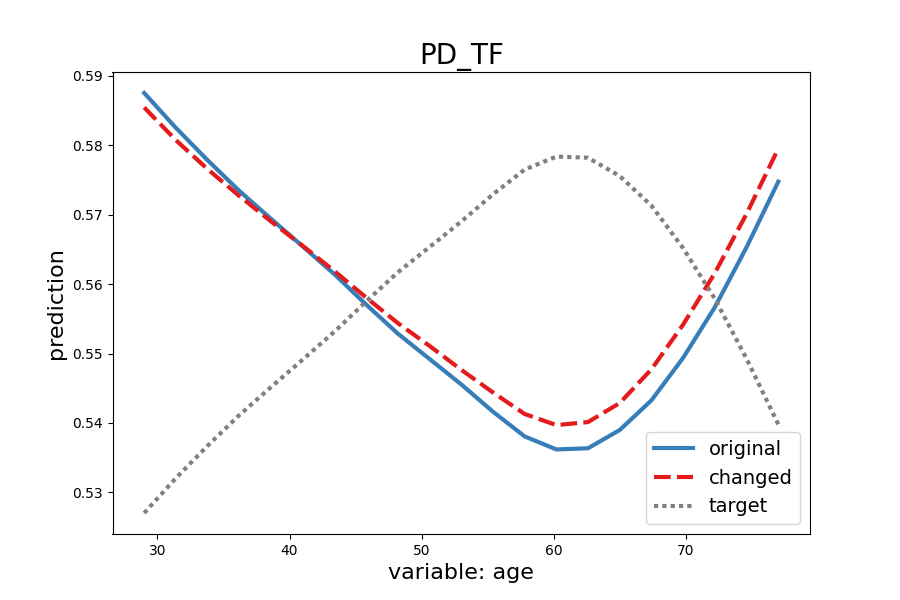 PD_TF
prediction
0.59
0.58
0.57
0.56
0.55
0.54
0.53
30 40 50 60 70
variable: age
original
changed
target